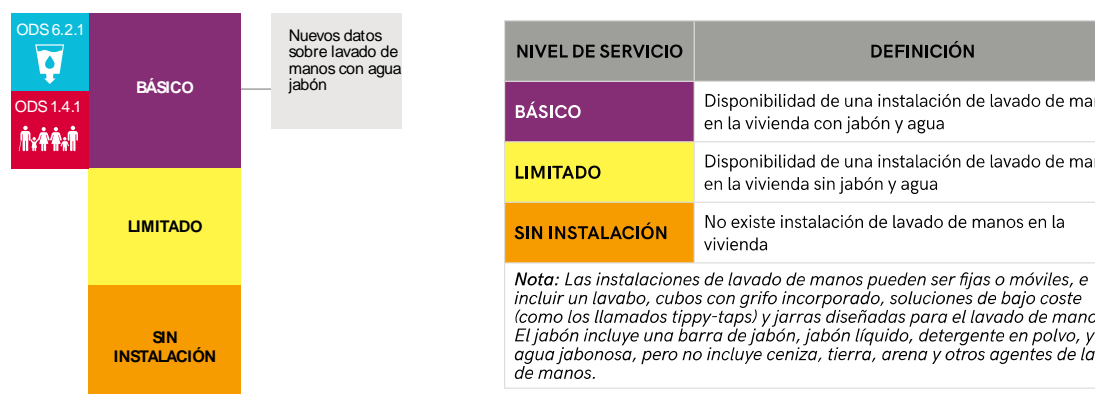 ODS 6.2.1
ODS 1.4.1
BÁSICO
LIMITADO
SIN
INSTALACIÓN
Nuevos datos
sobre lavado de
manos con agua
jabón
NIVEL DE SERVICIO
DEFINICIÓN
BÁSICO
Disponibilidad de una instalación de lavado de
en la vivienda con jabón y agua
LIMITADO
Disponibilidad de una instalación de lavado de
en la vivienda sin jabón y agua
SIN INSTALACIÓN
No existe instalación de lavado de manos en la
vivienda
Nota: Las instalaciones de lavado de manos pueden ser fijas o móviles, e
incluir un lavabo, cubos con grifo incorporado, soluciones de bajo coste
(como los llamados tippy-taps) y jarras diseñadas para el lavado de
El jabón incluye una barra de jabón, jabón líquido, detergente en polvo, y
agua jabonosa, pero no incluye ceniza, tierra, arena y otros agentes de
de manos.